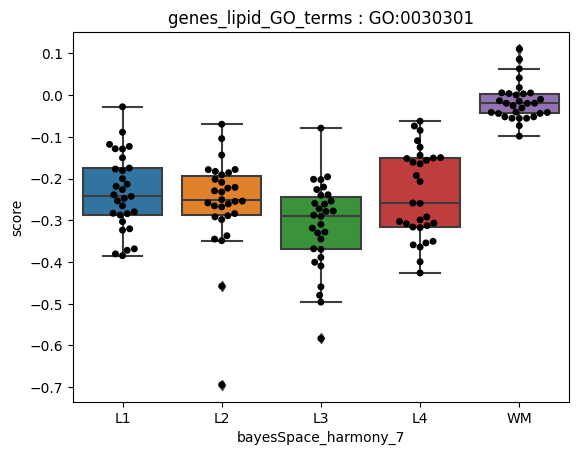 genes_lipid_GO_terms : GO:0030301
0.1
0.0
−0.1
−0.2
−0.3
−0.4
−0.5
−0.6
−0.7
score
L1 L2 L3 L4 WM
bayesSpace_harmony_7